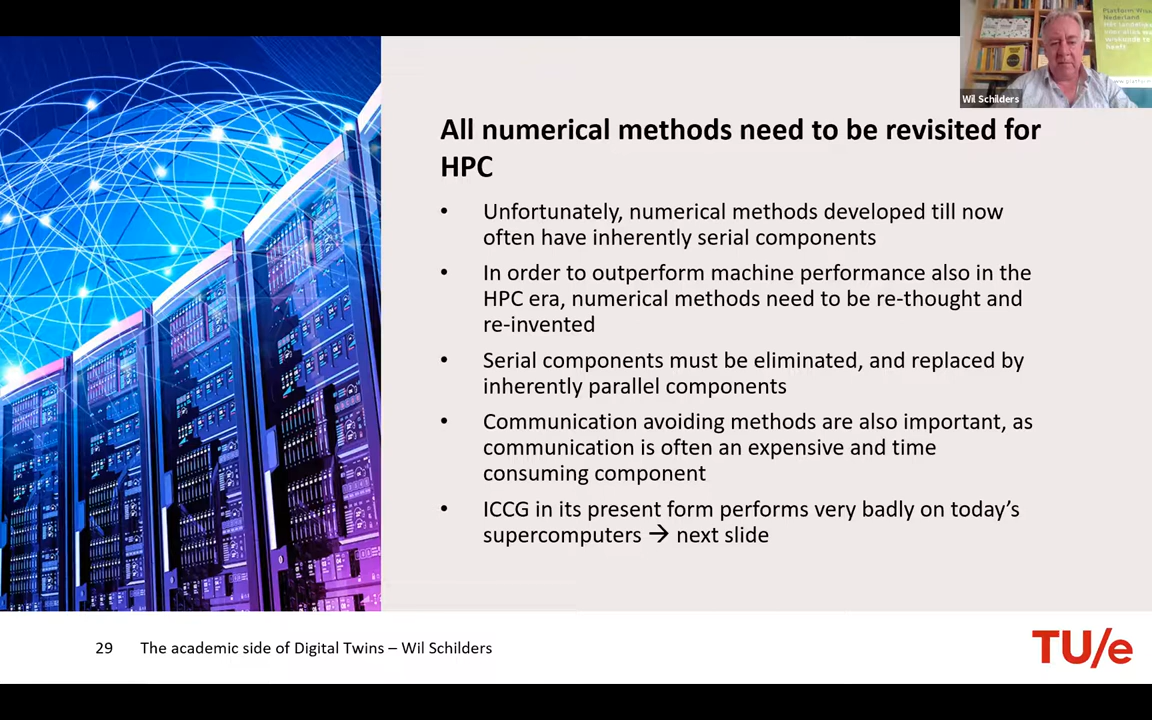 Platform Wisk
Nederland
Wil Schilders
All numerical methods need to be revisited for
HPC
• Unfortunately, numerical methods developed till now
often have inherently serial components
• In order to outperform machine performance also in the
HPC era, numerical methods need to be re-thought and
re-invented
• Serial components must be eliminated, and replaced by
inherently parallel components
• Communication avoiding methods are also important, as
communication is often an expensive and time
consuming component
• ICCG in its present form performs very badly on today’s
supercomputers → next slide
29 The academic side of Digital Twins – Wil Schilders
TU/e